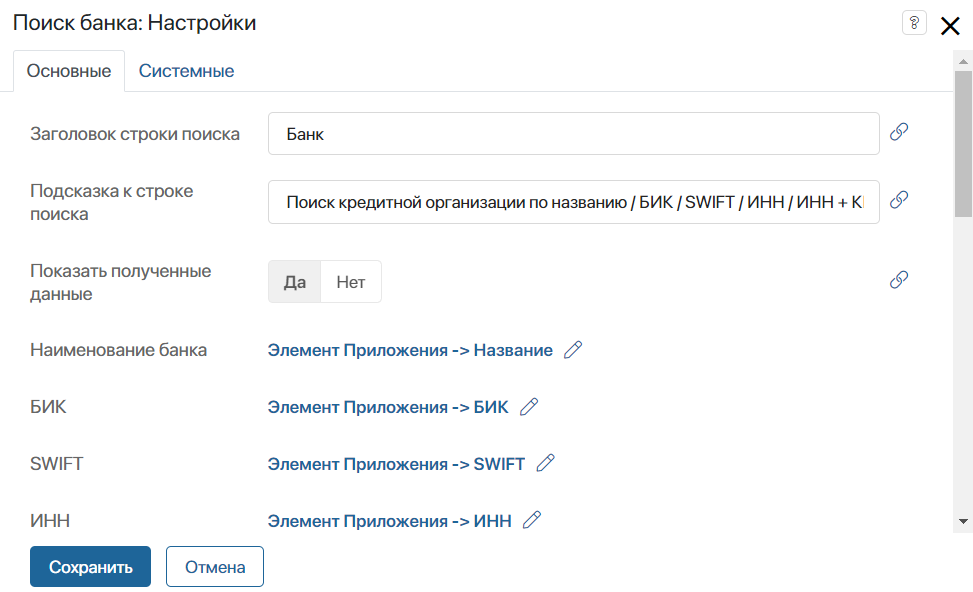 Поиск банка: Настройки
?
Основные Системные
Заголовок строки поиска Банк
Подсказка к строке
поиска
Поиск кредитной организации по названию / БИК / SWIFT / ИНН / ИНН + К
Показать полученные
данные
Да Нет
Наименование банка Элемент Приложения -> Название
БИК Элемент Приложения -> БИК
SWIFT Элемент Приложения -> SWIFT
ИНН Элемент Приложения -> ИНН
Сохранить Отмена